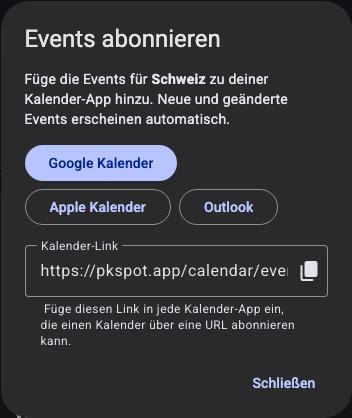 Events abonnieren
Füge die Events für Schweiz zu deiner
Kalender-App hinzu. Neue und geänderte
Events erscheinen automatisch.
Google Kalender
Apple Kalender Outlook
Kalender-Link
https://pkspot.app/calendar/eve
Füge diesen Link in jede Kalender-App ein,
die einen Kalender über eine URL abonnieren
kann.
Schließen